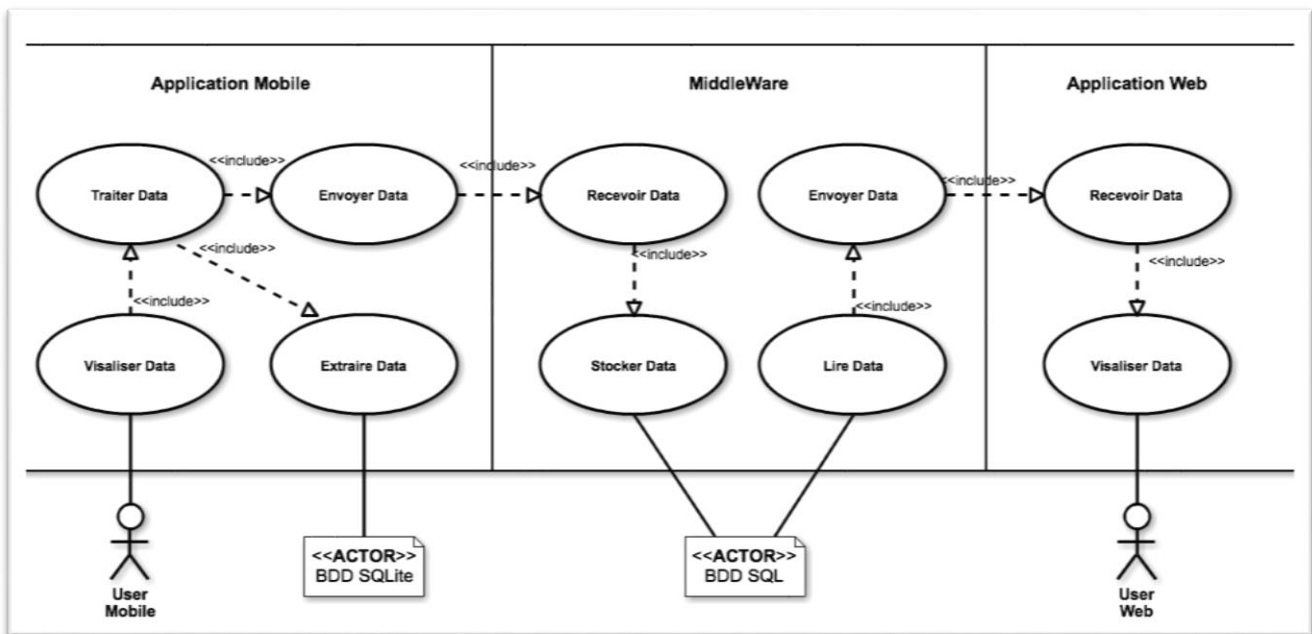 Application Mobile
MiddleWare
Application Web
<<include>>
<<include>>
<<include>>
Traiter Data
Envoyer Data
Recevoir Data
Envoyer Data
Recevoir Data
<<include>>
<<include>>
<<include>>
<<include>>
<<include>>
Visaliser Data
Extraire Data
Stocker Data
Lire Data
Visaliser Data
<<ACTOR>>
BDD SQLite
<<ACTOR>>
BDD SQL
User
Mobile
User
Web